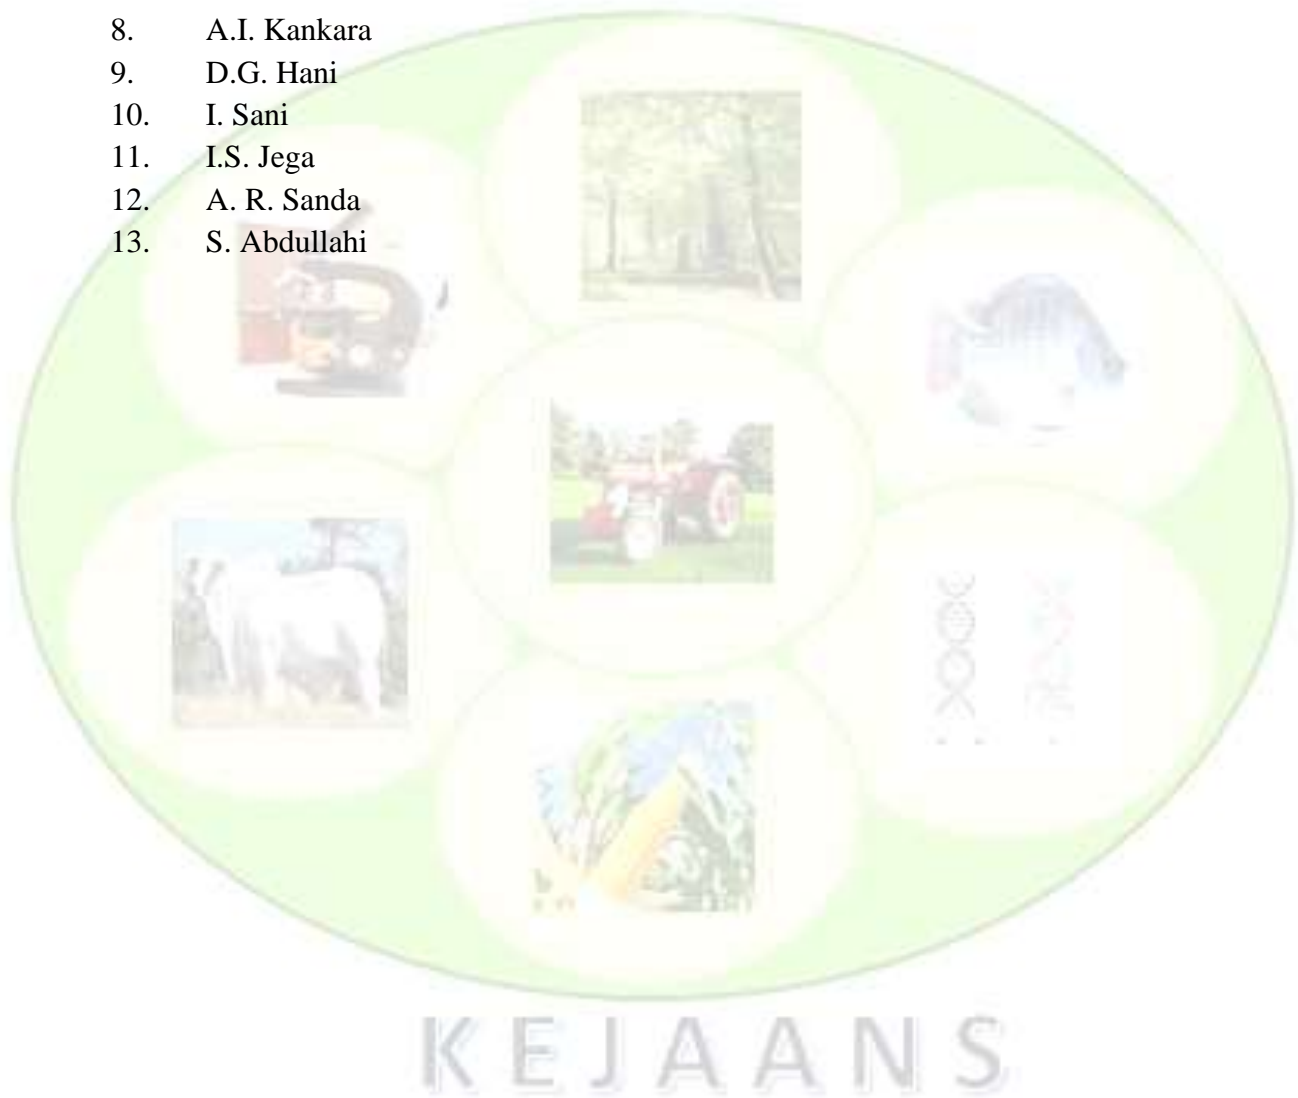 8. A.I. Kankara
9. D.G. Hani
10. I. Sani
11. I.S. Jega
12. A. R. Sanda
13. S. Abdullahi
KEJAANS